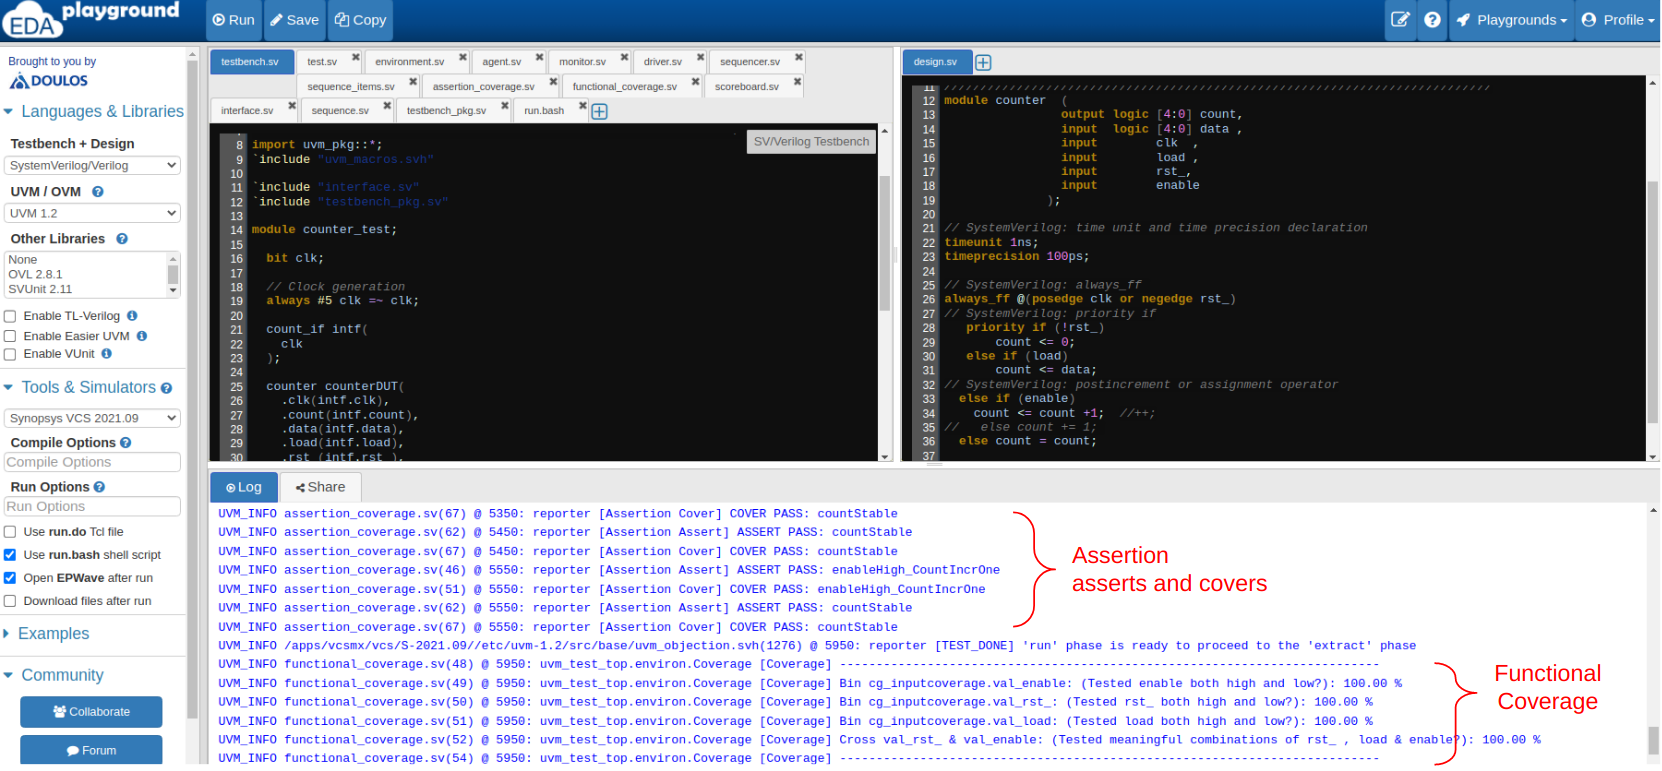 EDA playground
Run Save Copy
Playgrounds Profile
Brought to you by
DOULOS
Languages & Libraries
Testbench + Design
SystemVerilog/Verilog
UVM / OVM
UVM 1.2
Other Libraries
None
OVL 2.8.1
SVUnit 2.11
Enable TL-Verilog
Enable Easier UVM
Enable VUnit
Tools & Simulators
Synopsys VCS 2021.09
Compile Options
Compile Options
Run Options
Run Options
Use run.do Tcl file
Use run.bash shell script
Open EPWave after run
Download files after run
Examples
Community
Collaborate
Forum
testbench.sv test.sv environment.sv agent.sv monitor.sv driver.sv sequencer.sv
sequence_items.sv assertion_coverage.sv functional_coverage.sv scoreboard.sv
interface.sv sequence.sv testbench_pkg.sv run.bash
SV/Verilog Testbench
8 import uvm_pkg::*;
9 `include "uvm_macros.svh"
10
11 `include "interface.sv"
12 `include "testbench_pkg.sv"
13
14 module counter_test;
15
16 bit clk;
17
18 // Clock generation
19 always #5 clk =~ clk;
20
21 count_if intf(
22 clk
23 );
24
25 counter counterDUT(
26 .clk(intf.clk),
27 .count(intf.count),
28 .data(intf.data),
29 .load(intf.load),
30 .rst_(intf.rst_),
design.sv
11 ////////////////////////////////////////////////////////////////////////////
12 module counter (
13 output logic [4:0] count,
14 input logic [4:0] data ,
15 input clk ,
16 input load ,
17 input rst_,
18 input enable
19 );
20
21 // SystemVerilog: time unit and time precision declaration
22 timeunit 1ns;
23 timeprecision 100ps;
24
25 // SystemVerilog: always_ff
26 always_ff @(posedge clk or negedge rst_)
27 // SystemVerilog: priority if
28 priority if (!rst_)
29 count <= 0;
30 else if (load)
31 count <= data;
32 // SystemVerilog: postincrement or assignment operator
33 else if (enable)
34 count <= count +1; //++;
35 // else count += 1;
36 else count = count;
37
Log Share
UVM_INFO assertion_coverage.sv(67) @ 5350: reporter [Assertion Cover] COVER PASS: countStable
UVM_INFO assertion_coverage.sv(62) @ 5450: reporter [Assertion Assert] ASSERT PASS: countStable
UVM_INFO assertion_coverage.sv(67) @ 5450: reporter [Assertion Cover] COVER PASS: countStable
UVM_INFO assertion_coverage.sv(46) @ 5550: reporter [Assertion Assert] ASSERT PASS: enableHigh_CountIncrOne
UVM_INFO assertion_coverage.sv(51) @ 5550: reporter [Assertion Cover] COVER PASS: enableHigh_CountIncrOne
UVM_INFO assertion_coverage.sv(62) @ 5550: reporter [Assertion Assert] ASSERT PASS: countStable
UVM_INFO assertion_coverage.sv(67) @ 5550: reporter [Assertion Cover] COVER PASS: countStable
UVM_INFO /apps/vcsmx/vcs/S-2021.09//etc/uvm-1.2/src/base/uvm_objection.svh(1276) @ 5950: reporter [TEST_DONE] 'run' phase is ready to proceed to the 'extract' phase
UVM_INFO functional_coverage.sv(48) @ 5950: uvm_test_top.environ.Coverage [Coverage] --------------------------------------------------------------------------
UVM_INFO functional_coverage.sv(49) @ 5950: uvm_test_top.environ.Coverage [Coverage] Bin cg_inputcoverage.val_enable: (Tested enable both high and low?): 100.00 %
UVM_INFO functional_coverage.sv(50) @ 5950: uvm_test_top.environ.Coverage [Coverage] Bin cg_inputcoverage.val_rst_: (Tested rst_ both high and low?): 100.00 %
UVM_INFO functional_coverage.sv(51) @ 5950: uvm_test_top.environ.Coverage [Coverage] Bin cg_inputcoverage.val_load: (Tested load both high and low?): 100.00 %
UVM_INFO functional_coverage.sv(52) @ 5950: uvm_test_top.environ.Coverage [Coverage] Cross val_rst_ & val_enable: (Tested meaningful combinations of rst_ , load & enable?): 100.00 %
UVM_INFO functional_coverage.sv(54) @ 5950: uvm_test_top.environ.Coverage [Coverage] --------------------------------------------------------------------------
Assertion
asserts and covers
Functional
Coverage